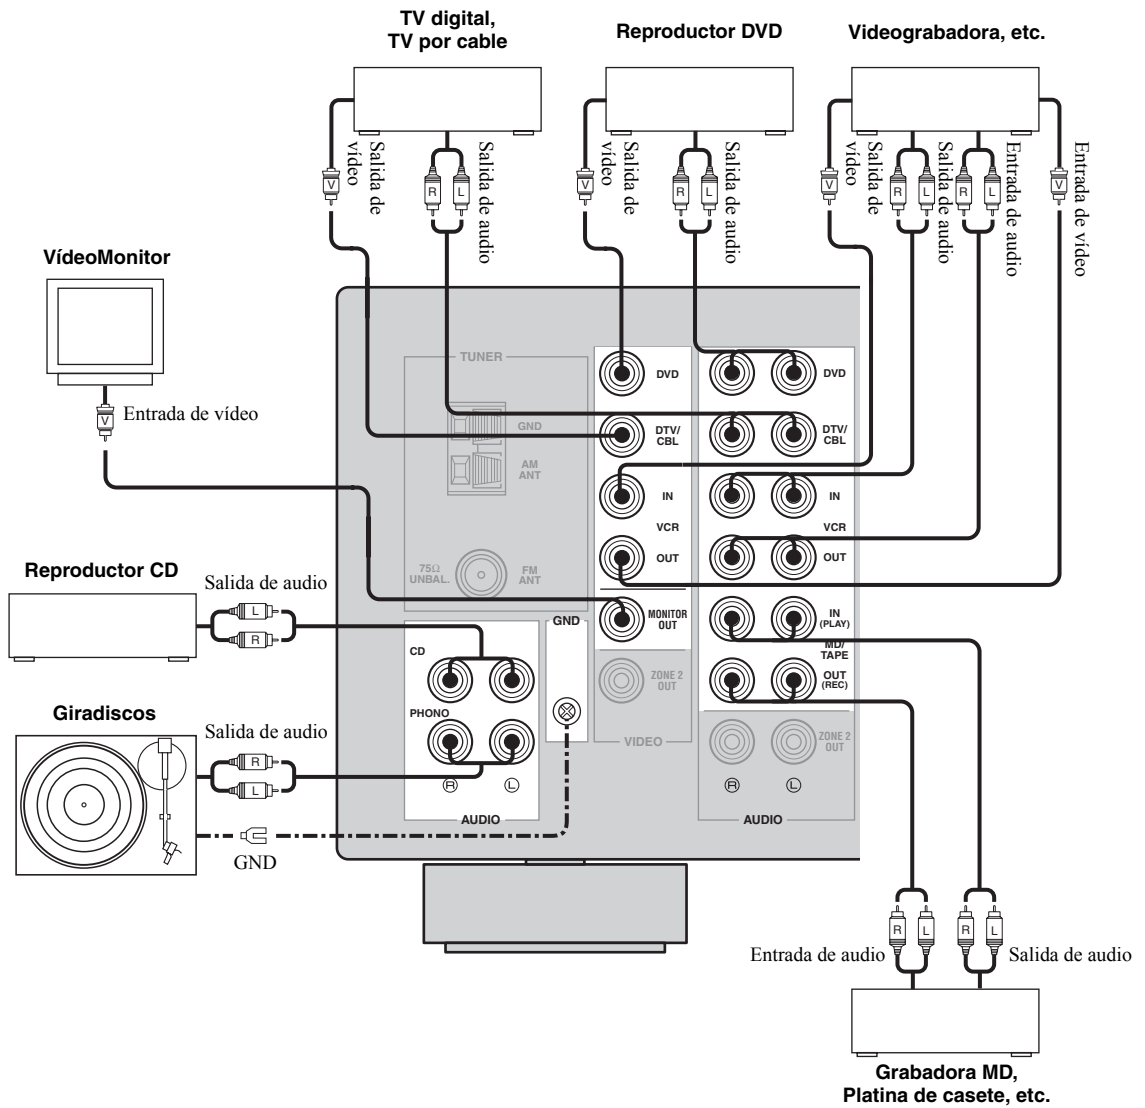 TV digital,
TV por cable
Reproductor DVD
Videograbadora, etc.
Salida de
vídeo
Salida de audio
Salida de
vídeo
Salida de audio
Salida de
vídeo
Salida de audio
Entrada de audio
Entrada de vídeo
V
R
L
V
R
L
V
R
L
R
L
V
VídeoMonitor
V
Entrada de vídeo
TUNER
GND
AM
ANT
75Ω
UNBAL.
FM
ANT
DVD
DTV/
CBL
IN
VCR
OUT
MONITOR
OUT
ZONE 2
OUT
VIDEO
DVD
DTV/
CBL
IN
VCR
OUT
IN
(PLAY)
MD/
TAPE
OUT
(REC)
ZONE 2
OUT
R
L
AUDIO
Reproductor CD
Salida de audio
L
R
GND
CD
PHONO
R
L
AUDIO
Giradiscos
Salida de audio
R
L
GND
R
L
R
L
Entrada de audio
Salida de audio
Grabadora MD,
Platina de casete, etc.